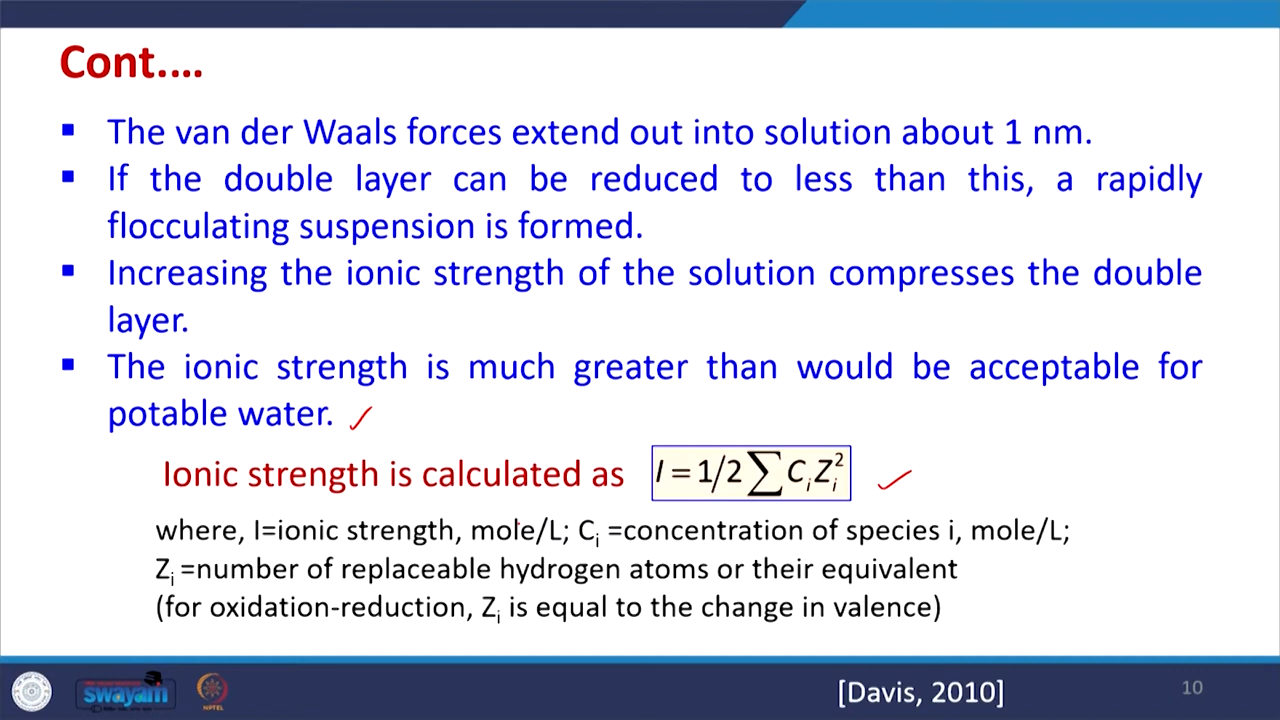 Cont.…
▪ The van der Waals forces extend out into solution about 1 nm.
▪ If the double layer can be reduced to less than this, a rapidly
flocculating suspension is formed.
▪ Increasing the ionic strength of the solution compresses the double
layer.
▪ The ionic strength is much greater than would be acceptable for
potable water.
Ionic strength is calculated as I = 1/2 ∑ CᵢZᵢ²
where, I=ionic strength, mole/L; Cᵢ =concentration of species i, mole/L;
Zᵢ =number of replaceable hydrogen atoms or their equivalent
(for oxidation-reduction, Zᵢ is equal to the change in valence)
swayam
NPTEL
[Davis, 2010]
10